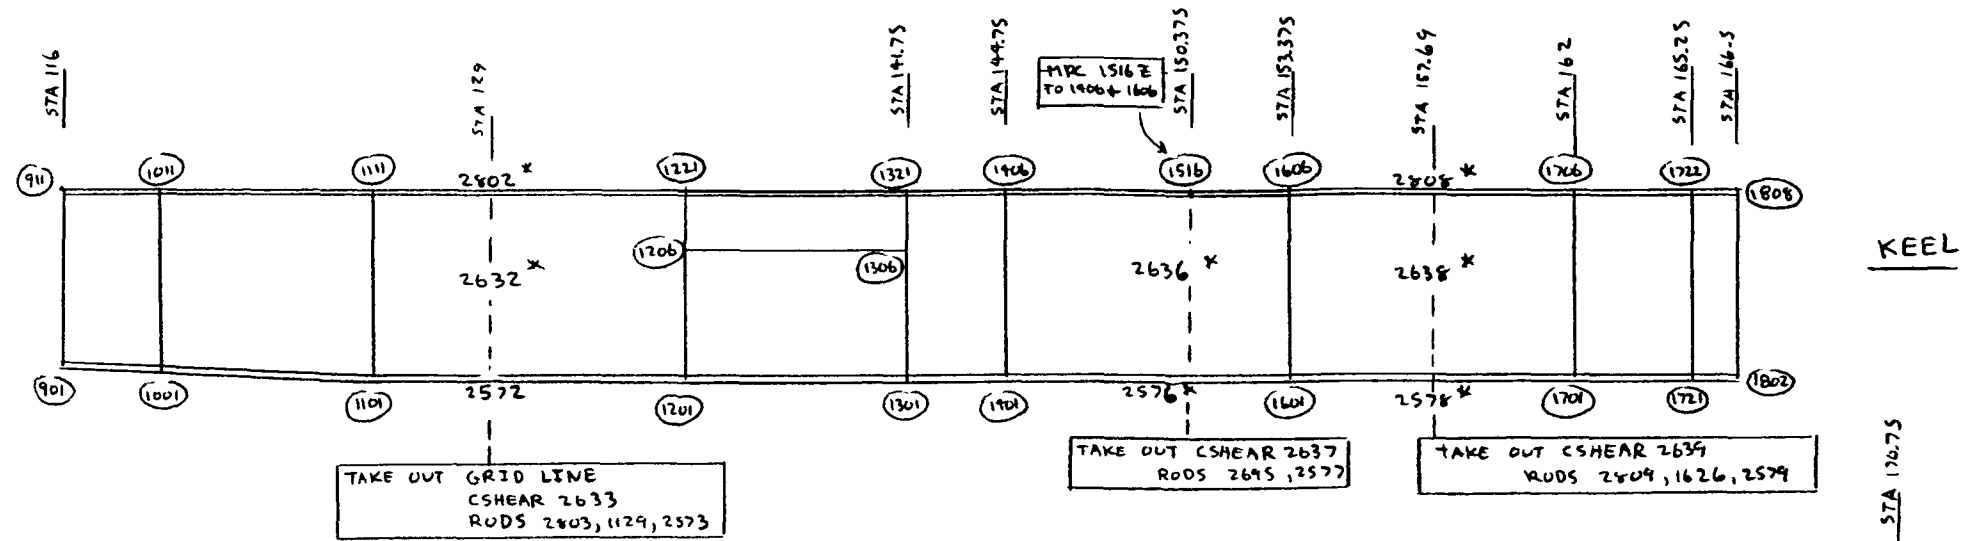 STA 116
STA 129
STA 141.75
STA 144.75
MPC 1516 Z
TO 1406 + 1606
STA 150.375
STA 153.375
STA 157.69
STA 162
STA 165.25
STA 166.5
911
1011
1111
2802 *
1221
1321
1406
1516
1606
2808 *
1706
1722
1808
1206
1306
2632 *
2636 *
2638 *
KEEL
901
1001
1101
2572
1201
1301
1401
2576 *
1601
2578 *
1701
1721
1802
TAKE OUT GRID LINE
CSHEAR 2633
RODS 2803, 1129, 2573
TAKE OUT CSHEAR 2637
RODS 2695, 2577
TAKE OUT CSHEAR 2639
RODS 2809, 1626, 2579
STA 170.75